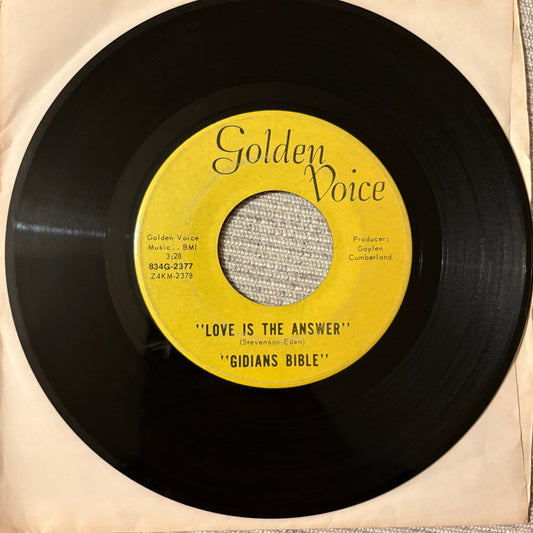 Golden
Voice
Golden Voice
Music.. BMI
3;28
834G-2377
Z4KM-2378
Producer;
Gaylen
Cumberland
"LOVE IS THE ANSWER"
(Stevenson-Eden)
"GIDIANS BIBLE"